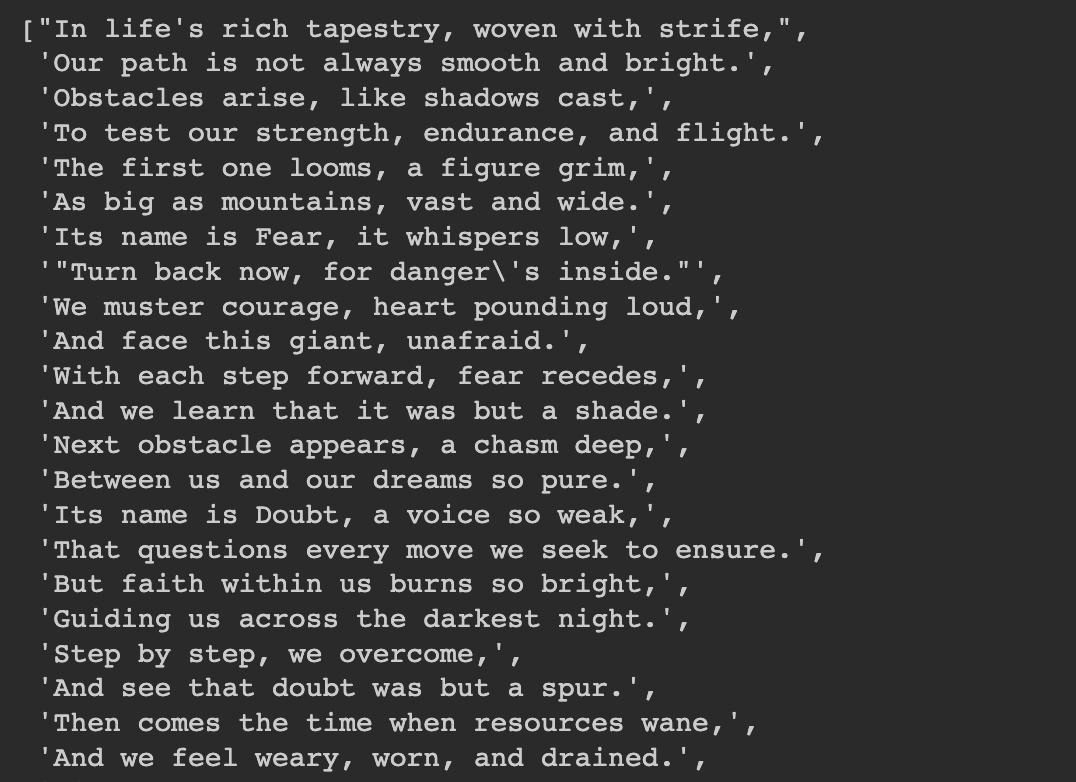 ["In life's rich tapestry, woven with strife,",
'Our path is not always smooth and bright.',
'Obstacles arise, like shadows cast,',
'To test our strength, endurance, and flight.',
'The first one looms, a figure grim,',
'As big as mountains, vast and wide.',
'Its name is Fear, it whispers low,',
'"Turn back now, for danger\'s inside."',
'We muster courage, heart pounding loud,',
'And face this giant, unafraid.',
'With each step forward, fear recedes,',
'And we learn that it was but a shade.',
'Next obstacle appears, a chasm deep,',
'Between us and our dreams so pure.',
'Its name is Doubt, a voice so weak,',
'That questions every move we seek to ensure.',
'But faith within us burns so bright,',
'Guiding us across the darkest night.',
'Step by step, we overcome,',
'And see that doubt was but a spur.',
'Then comes the time when resources wane,',
'And we feel weary, worn, and drained.',